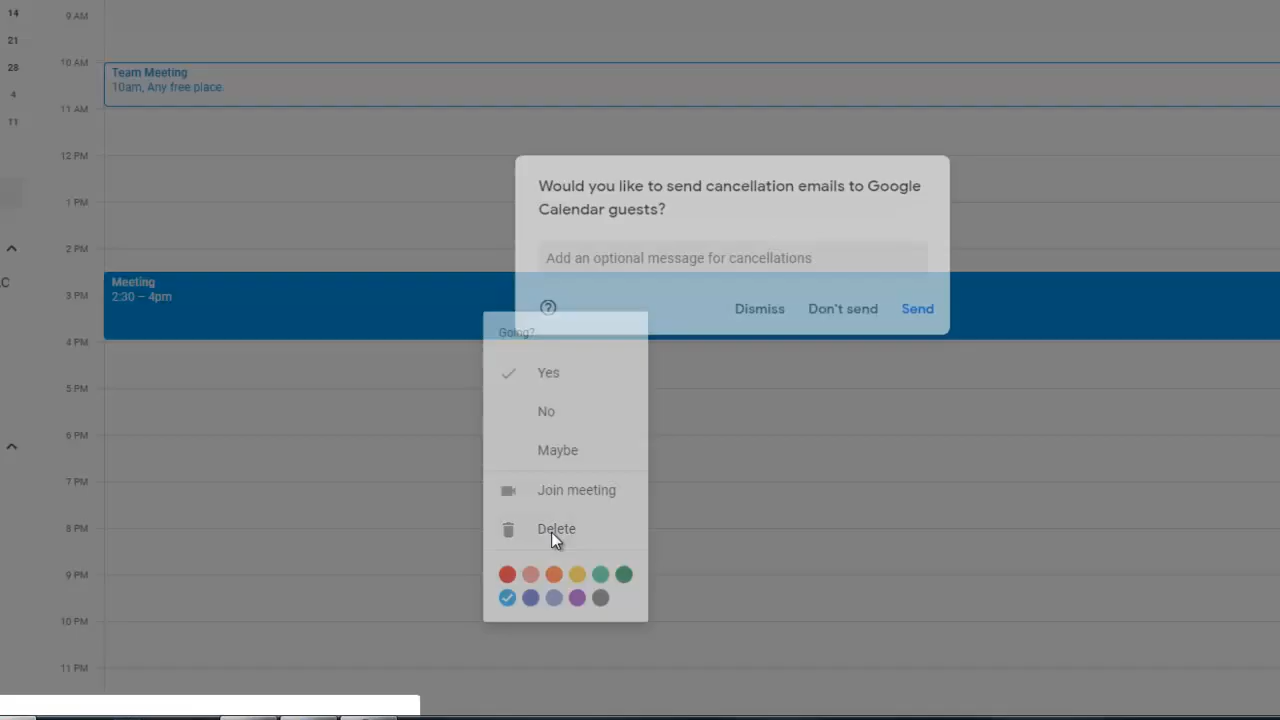 14
21
28
4
11
C
9 AM
10 AM
Team Meeting
10am, Any free place.
11 AM
12 PM
1 PM
2 PM
Meeting
2:30 – 4pm
3 PM
4 PM
5 PM
6 PM
7 PM
8 PM
9 PM
10 PM
11 PM
Would you like to send cancellation emails to Google
Calendar guests?
Add an optional message for cancellations
Dismiss Don't send Send
Going?
Yes
No
Maybe
Join meeting
Delete